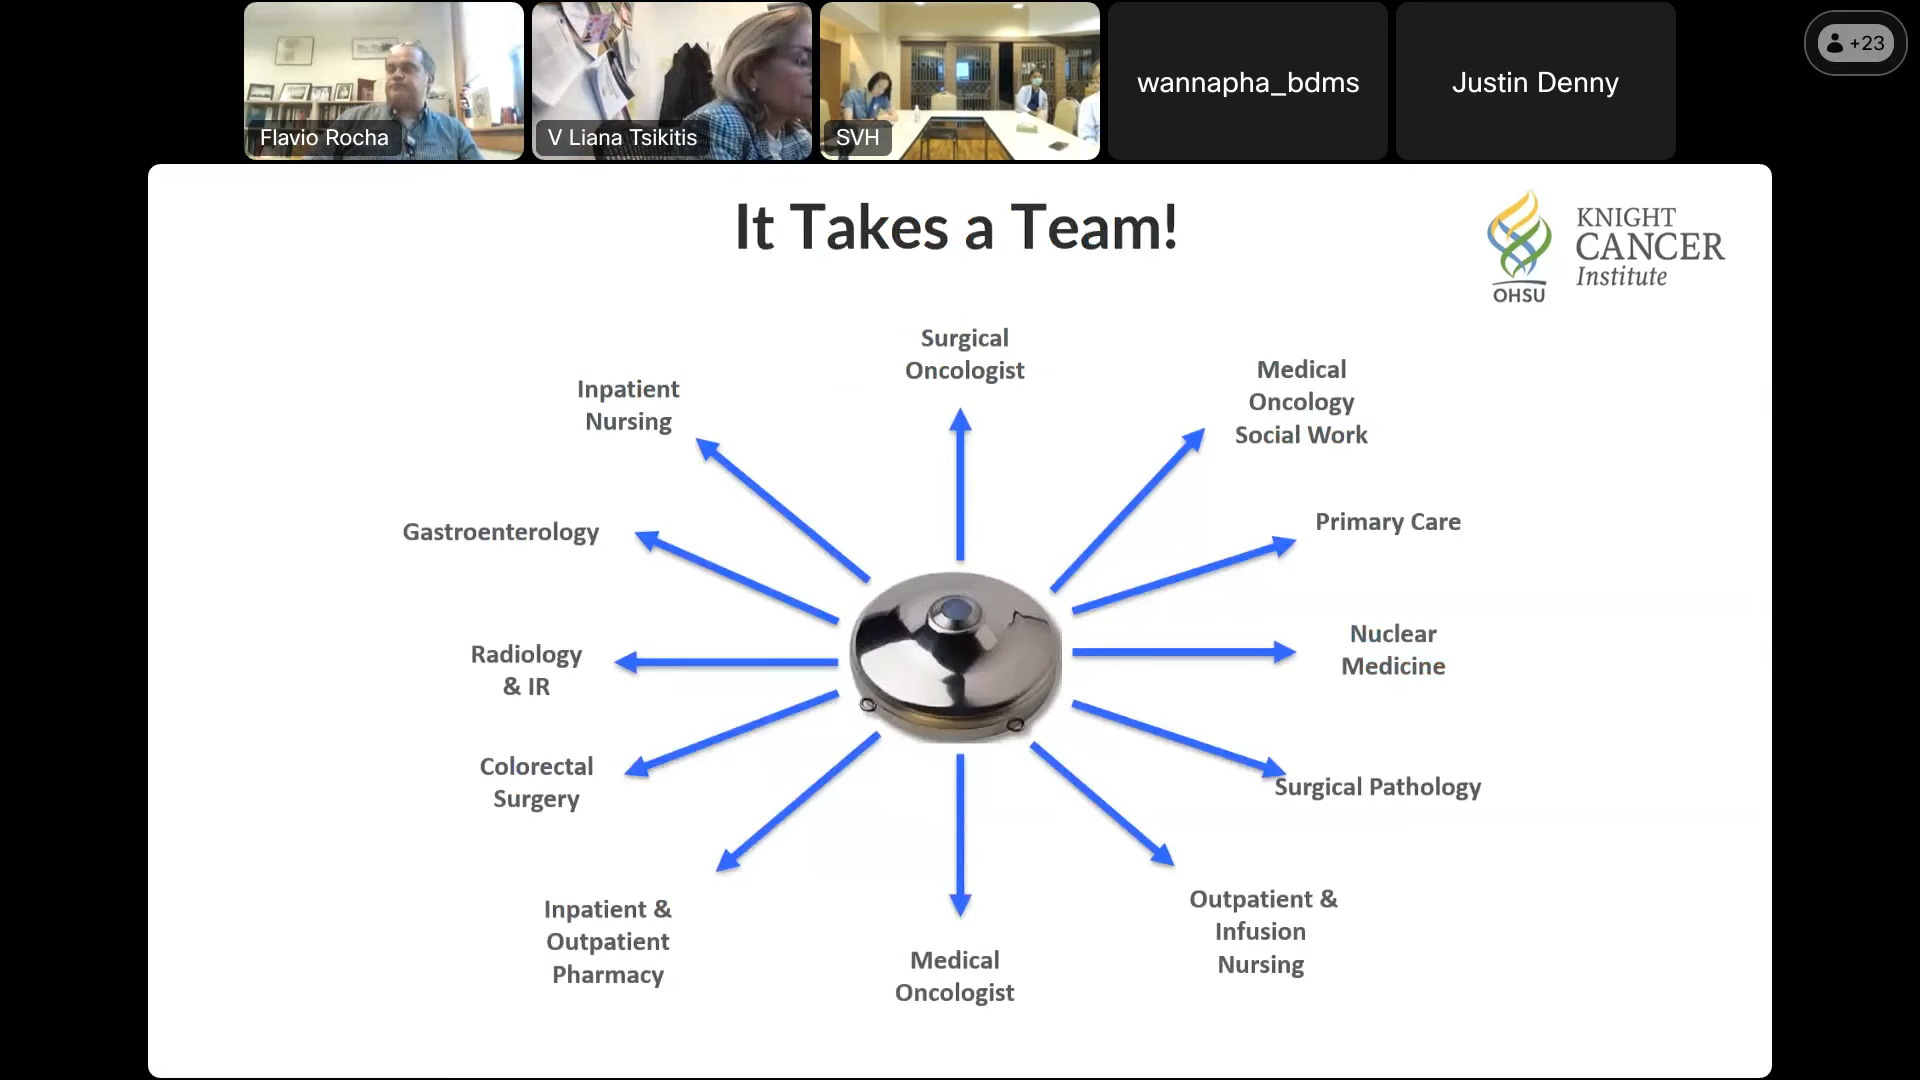 Flavio Rocha
V Liana Tsikitis
SVH
wannapha_bdms
Justin Denny
+23
It Takes a Team!
KNIGHT
CANCER
Institute
OHSU
Surgical
Oncologist
Medical
Oncology
Social Work
Primary Care
Nuclear
Medicine
Surgical Pathology
Outpatient &
Infusion
Nursing
Medical
Oncologist
Inpatient &
Outpatient
Pharmacy
Colorectal
Surgery
Radiology
& IR
Gastroenterology
Inpatient
Nursing